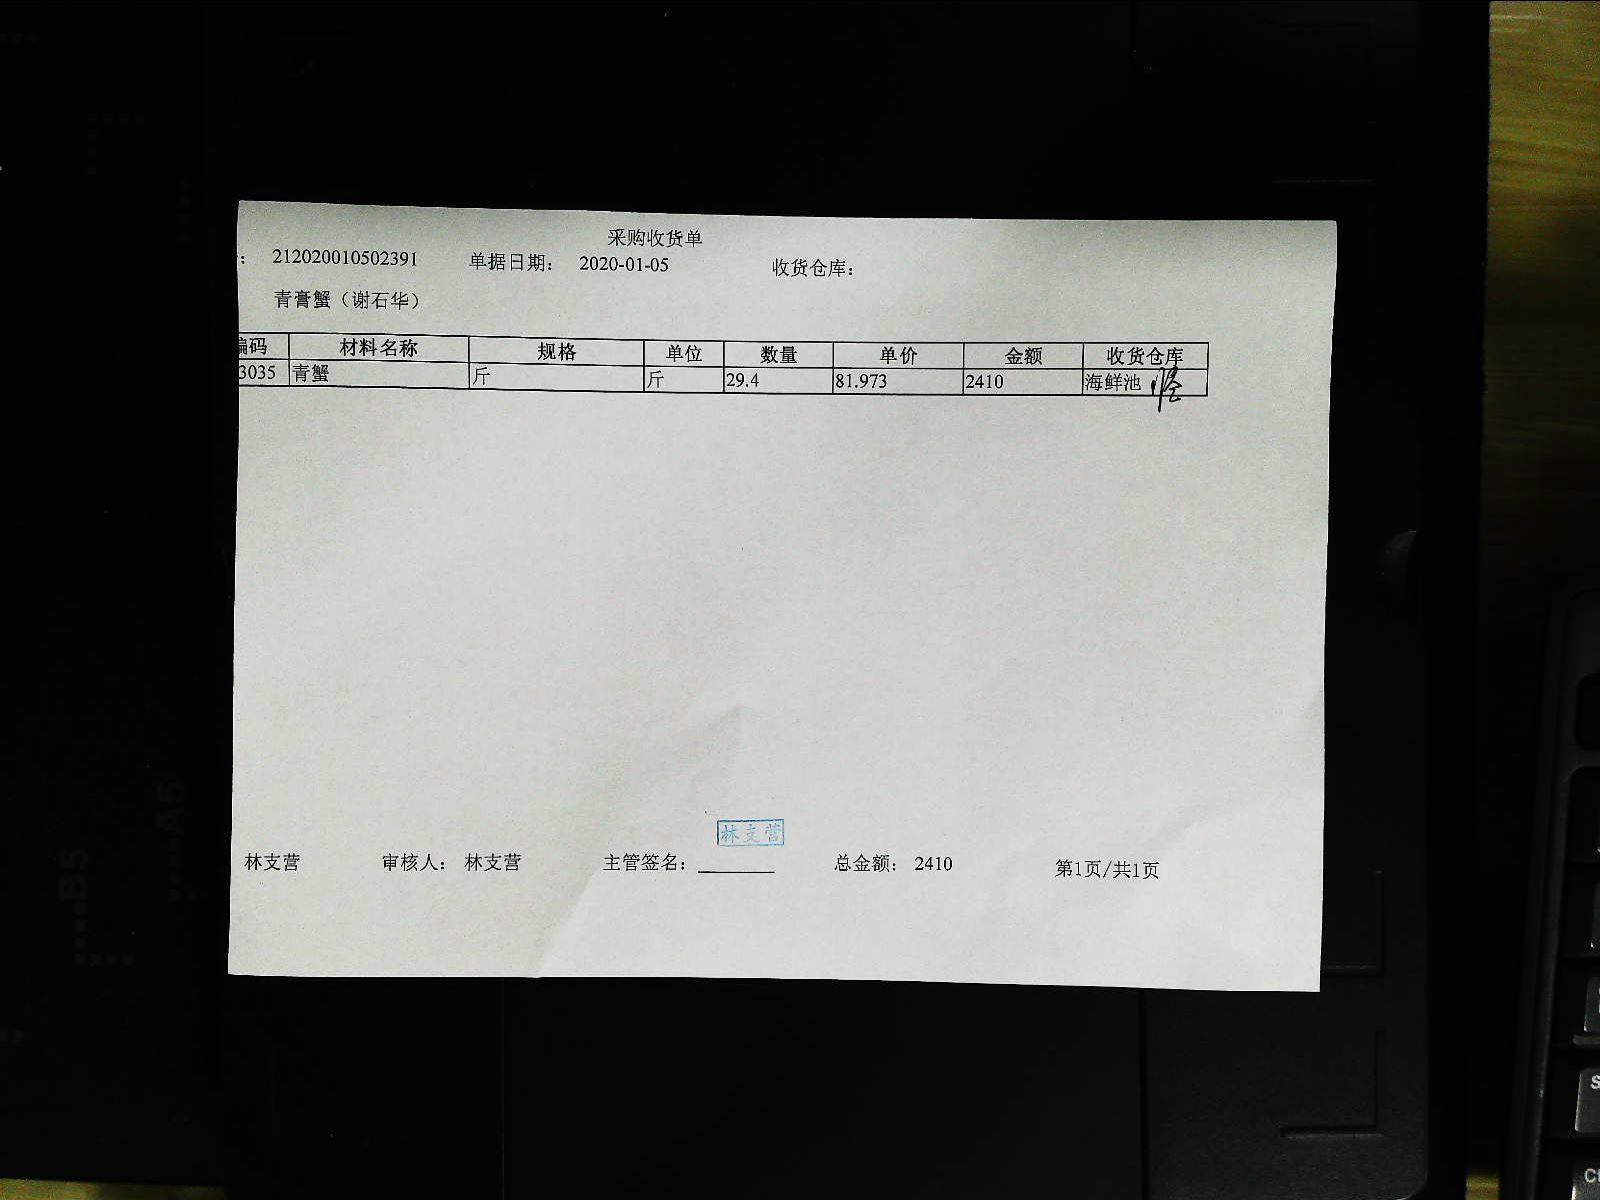 采购收货单
: 212020010502391 单据日期: 2020-01-05 收货仓库:
青膏蟹（谢石华）
编码 材料名称 规格 单位 数量 单价 金额 收货仓库
3035 青蟹 斤 斤 29.4 81.973 2410 海鲜池
林支营
林支营 审核人: 林支营 主管签名: 总金额: 2410 第1页/共1页
B5
A5